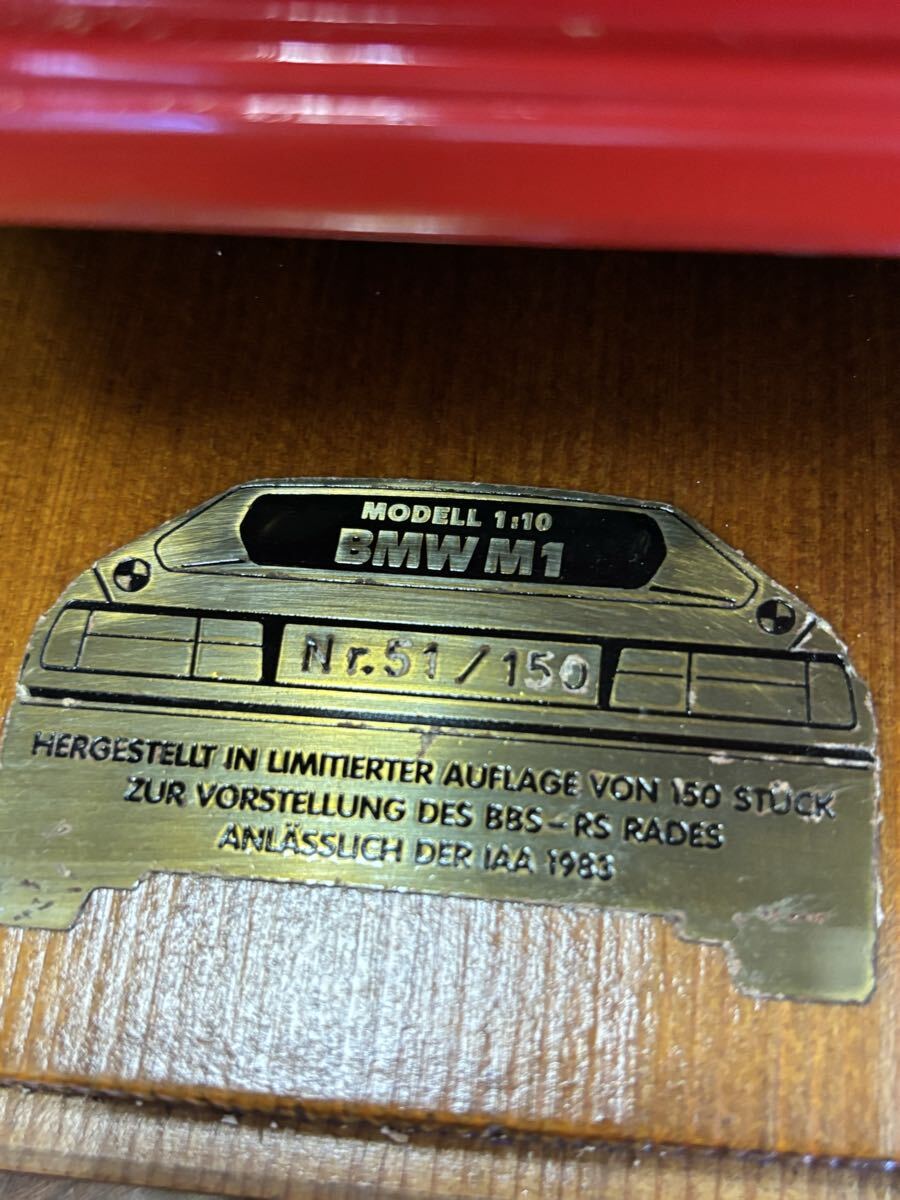 MODELL 1:10
BMW M1
Nr. 51 / 150
HERGESTELLT IN LIMITIERTER AUFLAGE VON 150 STÜCK
ZUR VORSTELLUNG DES BBS-RS RADES
ANLÄSSLICH DER IAA 1983